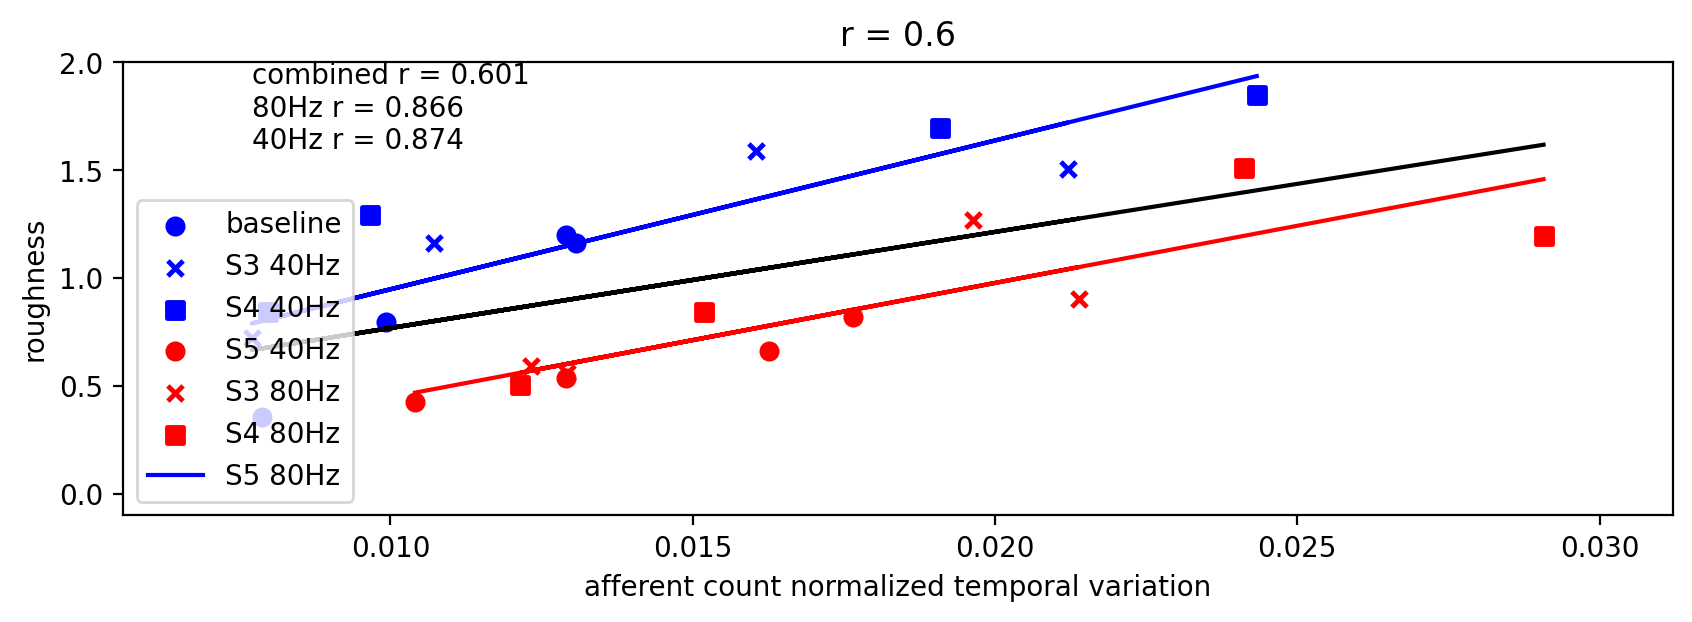 r = 0.6
combined r = 0.601
80Hz r = 0.866
40Hz r = 0.874
2.0
1.5
1.0
0.5
0.0
roughness
baseline
S3 40Hz
S4 40Hz
S5 40Hz
S3 80Hz
S4 80Hz
S5 80Hz
0.010
0.015
0.020
0.025
0.030
afferent count normalized temporal variation